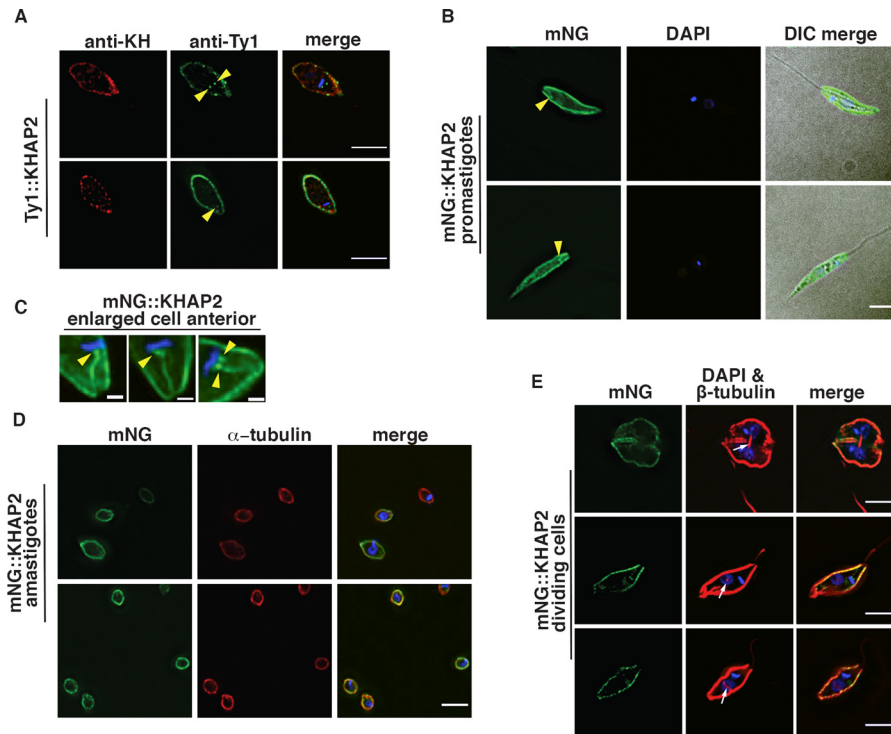 A
anti-KH
anti-Ty1
merge
Ty1::KHAP2
B
mNG
DAPI
DIC merge
mNG::KHAP2
promastigotes
C
mNG::KHAP2
enlarged cell anterior
D
mNG
α–tubulin
merge
mNG::KHAP2
amastigotes
E
mNG
DAPI &
β-tubulin
merge
mNG::KHAP2
dividing cells